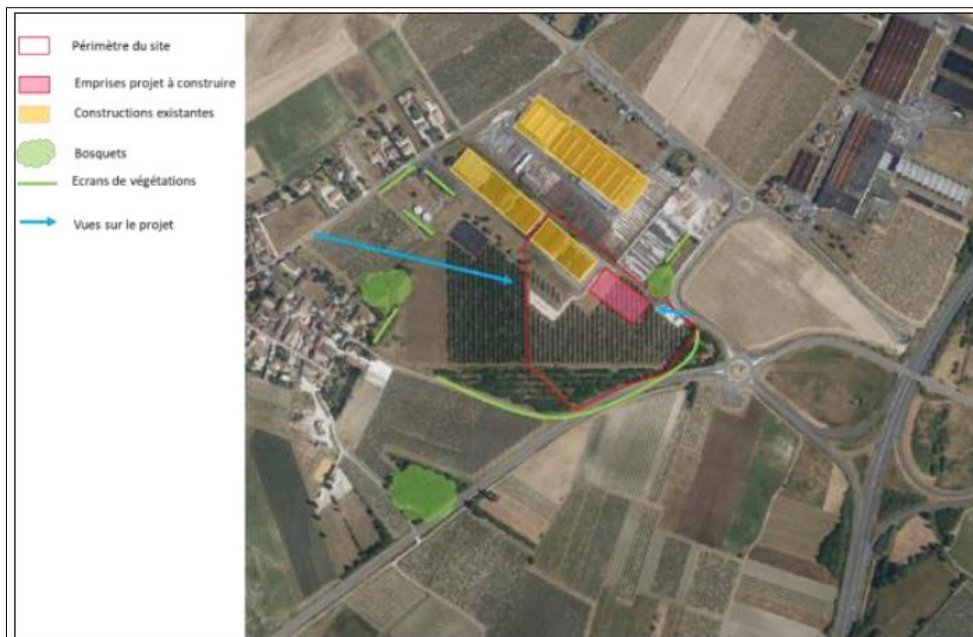 Périmètre du site
Emprises projet à construire
Constructions existantes
Bosquets
Ecrans de végétations
Vues sur le projet